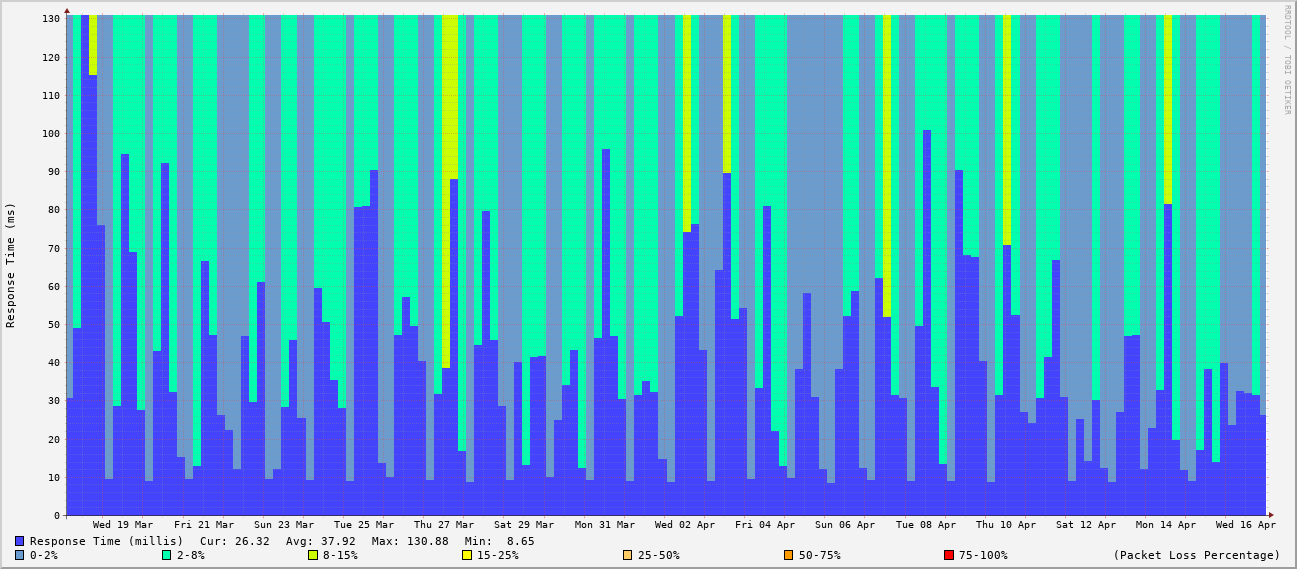 130
120
110
100
90
80
70
60
50
40
30
20
10
0
Response Time (ms)
RRDTOOL / TOBI OETIKER
Wed 19 Mar Fri 21 Mar Sun 23 Mar Tue 25 Mar Thu 27 Mar Sat 29 Mar Mon 31 Mar Wed 02 Apr Fri 04 Apr Sun 06 Apr Tue 08 Apr Thu 10 Apr Sat 12 Apr Mon 14 Apr Wed 16 Apr
Response Time (millis) Cur: 26.32 Avg: 37.92 Max: 130.88 Min: 8.65
0-2% 2-8% 8-15% 15-25% 25-50% 50-75% 75-100% (Packet Loss Percentage)